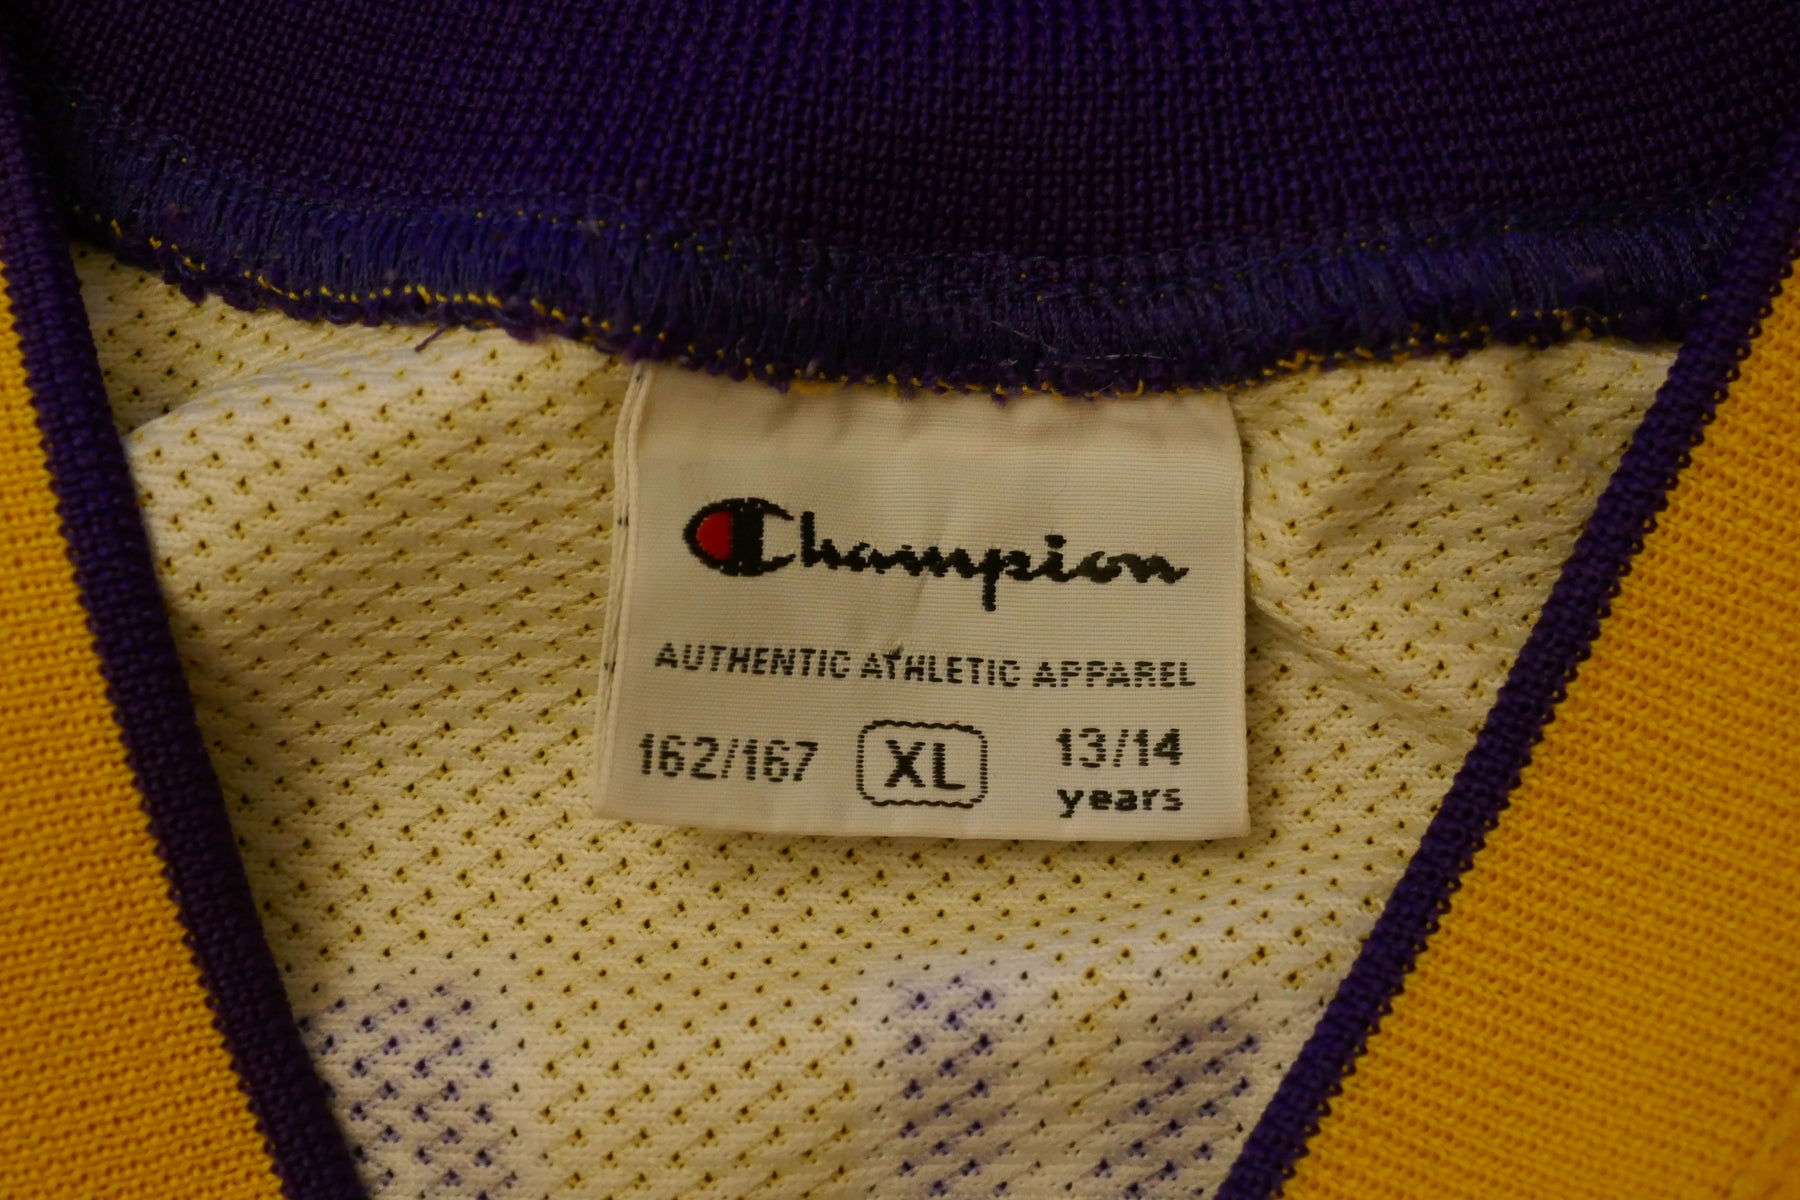 Champion
AUTHENTIC ATHLETIC APPAREL
162/167 XL 13/14
years